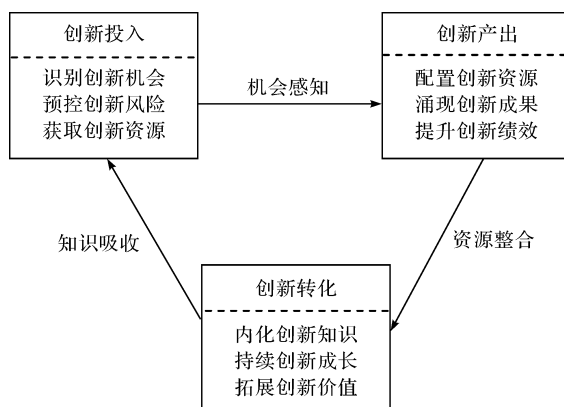 创新投入
识别创新机会
预控创新风险
获取创新资源
机会感知
创新产出
配置创新资源
涌现创新成果
提升创新绩效
知识吸收
资源整合
创新转化
内化创新知识
持续创新成长
拓展创新价值